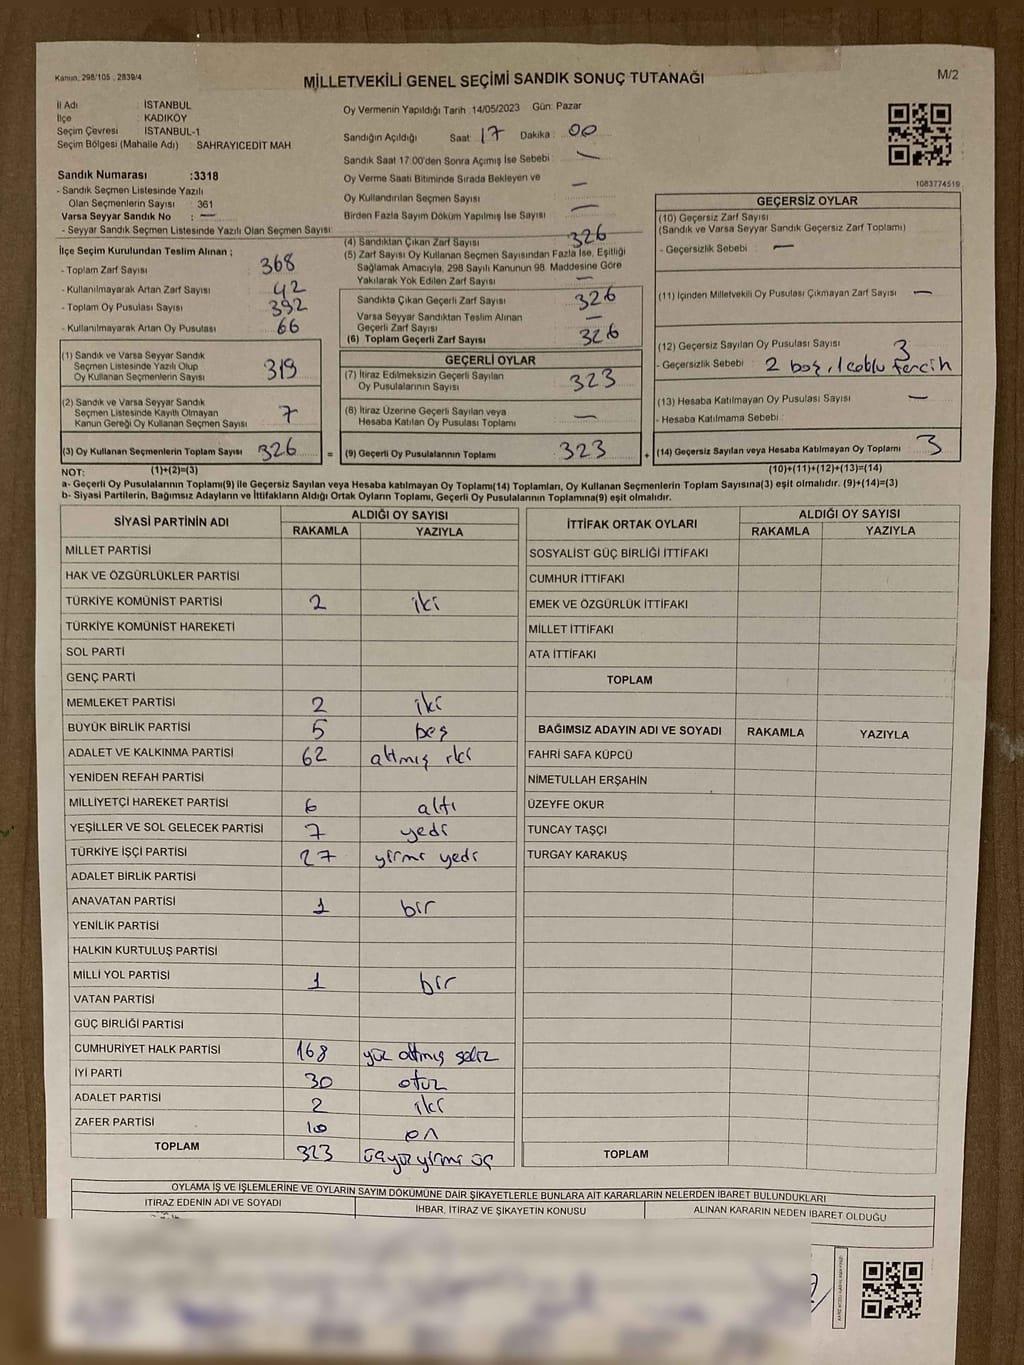 Kanun, 298/105 , 2839/4
MİLLETVEKİLİ GENEL SEÇİMİ SANDIK SONUÇ TUTANAĞI
M/2
İl Adı : İSTANBUL
İlçe : KADIKÖY
Seçim Çevresi : İSTANBUL-1
Seçim Bölgesi (Mahalle Adı) : SAHRAYICEDİT MAH
Sandık Numarası :3318
- Sandık Seçmen Listesinde Yazılı
Olan Seçmenlerin Sayısı : 361
Varsa Seyyar Sandık No : —
- Seyyar Sandık Seçmen Listesinde Yazılı Olan Seçmen Sayısı:
Oy Vermenin Yapıldığı Tarih :14/05/2023 Gün: Pazar
Sandığın Açıldığı Saat: 17 Dakika : 00
Sandık Saat 17:00'den Sonra Açımış İse Sebebi : —
Oy Verme Saati Bitiminde Sırada Bekleyen ve
Oy Kullandırılan Seçmen Sayısı : —
Birden Fazla Sayım Döküm Yapılmış İse Sayısı : —
1083774519
İlçe Seçim Kurulundan Teslim Alınan ;
- Toplam Zarf Sayısı : 368
- Kullanılmayarak Artan Zarf Sayısı : 42
- Toplam Oy Pusulası Sayısı : 392
- Kullanılmayarak Artan Oy Pusulası : 66
(4) Sandıktan Çıkan Zarf Sayısı : 326
(5) Zarf Sayısı Oy Kullanan Seçmen Sayısından Fazla İse, Eşitliği
Sağlamak Amacıyla, 298 Sayılı Kanunun 98. Maddesine Göre
Yakılarak Yok Edilen Zarf Sayısı : —
Sandıkta Çıkan Geçerli Zarf Sayısı : 326
Varsa Seyyar Sandıktan Teslim Alınan
Geçerli Zarf Sayısı : —
(6) Toplam Geçerli Zarf Sayısı : 326
GEÇERSİZ OYLAR
(10) Geçersiz Zarf Sayısı
(Sandık ve Varsa Seyyar Sandık Geçersiz Zarf Toplamı)
- Geçersizlik Sebebi : —
(11) İçinden Milletvekili Oy Pusulası Çıkmayan Zarf Sayısı : —
(12) Geçersiz Sayılan Oy Pusulası Sayısı : 3
- Geçersizlik Sebebi : 2 boş, 1 çoklu tercih
(13) Hesaba Katılmayan Oy Pusulası Sayısı : —
- Hesaba Katılmama Sebebi :
(14) Geçersiz Sayılan veya Hesaba Katılmayan Oy Toplamı : 3
(10)+(11)+(12)+(13)=(14)
(1) Sandık ve Varsa Seyyar Sandık
Seçmen Listesinde Yazılı Olup
Oy Kullanan Seçmenlerin Sayısı : 319
(2) Sandık ve Varsa Seyyar Sandık
Seçmen Listesinde Kayıtlı Olmayan
Kanun Gereği Oy Kullanan Seçmen Sayısı : 7
(3) Oy Kullanan Seçmenlerin Toplam Sayısı : 326
GEÇERLİ OYLAR
(7) İtiraz Edilmeksizin Geçerli Sayılan
Oy Pusulalarının Sayısı : 323
(8) İtiraz Üzerine Geçerli Sayılan veya
Hesaba Katılan Oy Pusulası Toplamı : —
= (9) Geçerli Oy Pusulalarının Toplamı : 323 +
NOT: (1)+(2)=(3)
a- Geçerli Oy Pusulalarının Toplamı(9) ile Geçersiz Sayılan veya Hesaba katılmayan Oy Toplamı(14) Toplamları, Oy Kullanan Seçmenlerin Toplam Sayısına(3) eşit olmalıdır. (9)+(14)=(3)
b- Siyasi Partilerin, Bağımsız Adayların ve İttifakların Aldığı Ortak Oyların Toplamı, Geçerli Oy Pusulalarının Toplamına(9) eşit olmalıdır.
SİYASİ PARTİNİN ADI ALDIĞI OY SAYISI
RAKAMLA YAZIYLA
MİLLET PARTİSİ
HAK VE ÖZGÜRLÜKLER PARTİSİ
TÜRKİYE KOMÜNİST PARTİSİ 2 iki
TÜRKİYE KOMÜNİST HAREKETİ
SOL PARTİ
GENÇ PARTİ
MEMLEKET PARTİSİ 2 iki
BÜYÜK BİRLİK PARTİSİ 5 beş
ADALET VE KALKINMA PARTİSİ 62 altmış iki
YENİDEN REFAH PARTİSİ
MİLLİYETÇİ HAREKET PARTİSİ 6 altı
YEŞİLLER VE SOL GELECEK PARTİSİ 7 yedi
TÜRKİYE İŞÇİ PARTİSİ 27 yirmi yedi
ADALET BİRLİK PARTİSİ
ANAVATAN PARTİSİ 1 bir
YENİLİK PARTİSİ
HALKIN KURTULUŞ PARTİSİ
MİLLİ YOL PARTİSİ 1 bir
VATAN PARTİSİ
GÜÇ BİRLİĞİ PARTİSİ
CUMHURİYET HALK PARTİSİ 168 yüz altmış sekiz
İYİ PARTİ 30 otuz
ADALET PARTİSİ 2 iki
ZAFER PARTİSİ 10 on
TOPLAM 323 üçyüzyirmi üç
İTTİFAK ORTAK OYLARI ALDIĞI OY SAYISI
RAKAMLA YAZIYLA
SOSYALİST GÜÇ BİRLİĞİ İTTİFAKI
CUMHUR İTTİFAKI
EMEK VE ÖZGÜRLÜK İTTİFAKI
MİLLET İTTİFAKI
ATA İTTİFAKI
TOPLAM
BAĞIMSIZ ADAYIN ADI VE SOYADI RAKAMLA YAZIYLA
FAHRİ SAFA KÜPCÜ
NİMETULLAH ERŞAHİN
ÜZEYFE OKUR
TUNCAY TAŞÇI
TURGAY KARAKUŞ
TOPLAM
OYLAMA İŞ VE İŞLEMLERİNE VE OYLARIN SAYIM DÖKÜMÜNE DAİR ŞİKAYETLERLE BUNLARA AİT KARARLARIN NELERDEN İBARET BULUNDUKLARI
İTİRAZ EDENİN ADI VE SOYADI İHBAR, İTİRAZ VE ŞİKAYETİN KONUSU ALINAN KARARIN NEDEN İBARET OLDUĞU